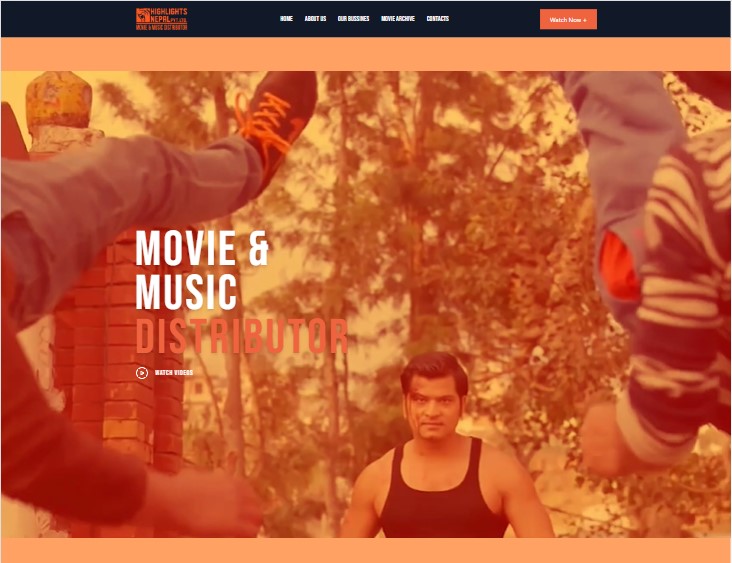 HIGHLIGHTS
NEPAL PVT. LTD.
MOVIE & MUSIC DISTRIBUTOR
HOME ABOUT US OUR BUSSINES MOVIE ARCHIVE CONTACTS
Watch Now +
MOVIE &
MUSIC
DISTRIBUTOR
WATCH VIDEOS